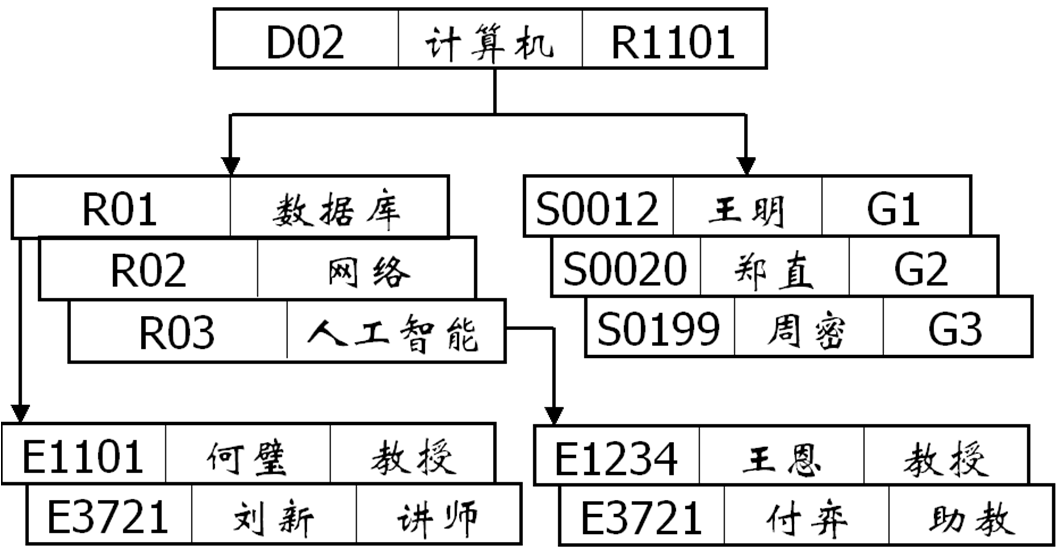 D02 计算机 R1101
R01 数据库
R02 网络
R03 人工智能
S0012 王明 G1
S0020 郑直 G2
S0199 周密 G3
E1101 何璧 教授
E3721 刘新 讲师
E1234 王恩 教授
E3721 付弈 助教